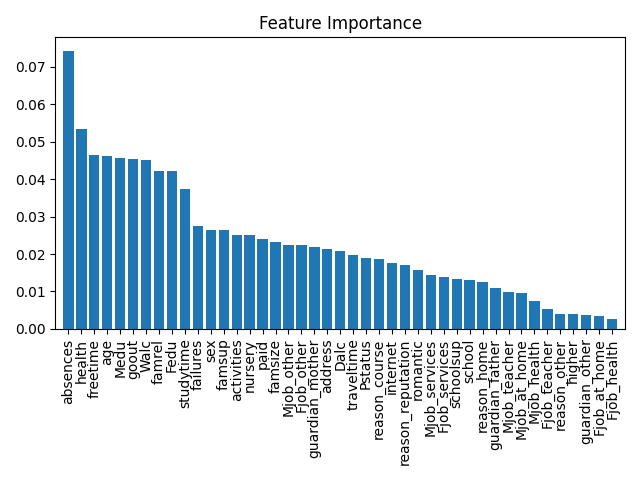 Feature Importance
0.07
0.06
0.05
0.04
0.03
0.02
0.01
0.00
absences
health
freetime
age
Medu
goout
Walc
famrel
Fedu
studytime
failures
sex
famsup
activities
nursery
paid
famsize
Mjob_other
Fjob_other
guardian_mother
address
Dalc
traveltime
Pstatus
reason_course
internet
reason_reputation
romantic
Mjob_services
Fjob_services
schoolsup
school
reason_home
guardian_father
Mjob_teacher
Mjob_at_home
Mjob_health
Fjob_teacher
reason_other
higher
guardian_other
Fjob_at_home
Fjob_health